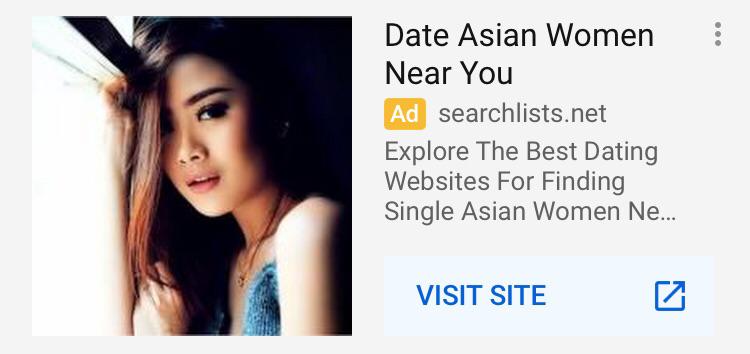 Date Asian Women
Near You
Ad searchlists.net
Explore The Best Dating
Websites For Finding
Single Asian Women Ne...
VISIT SITE